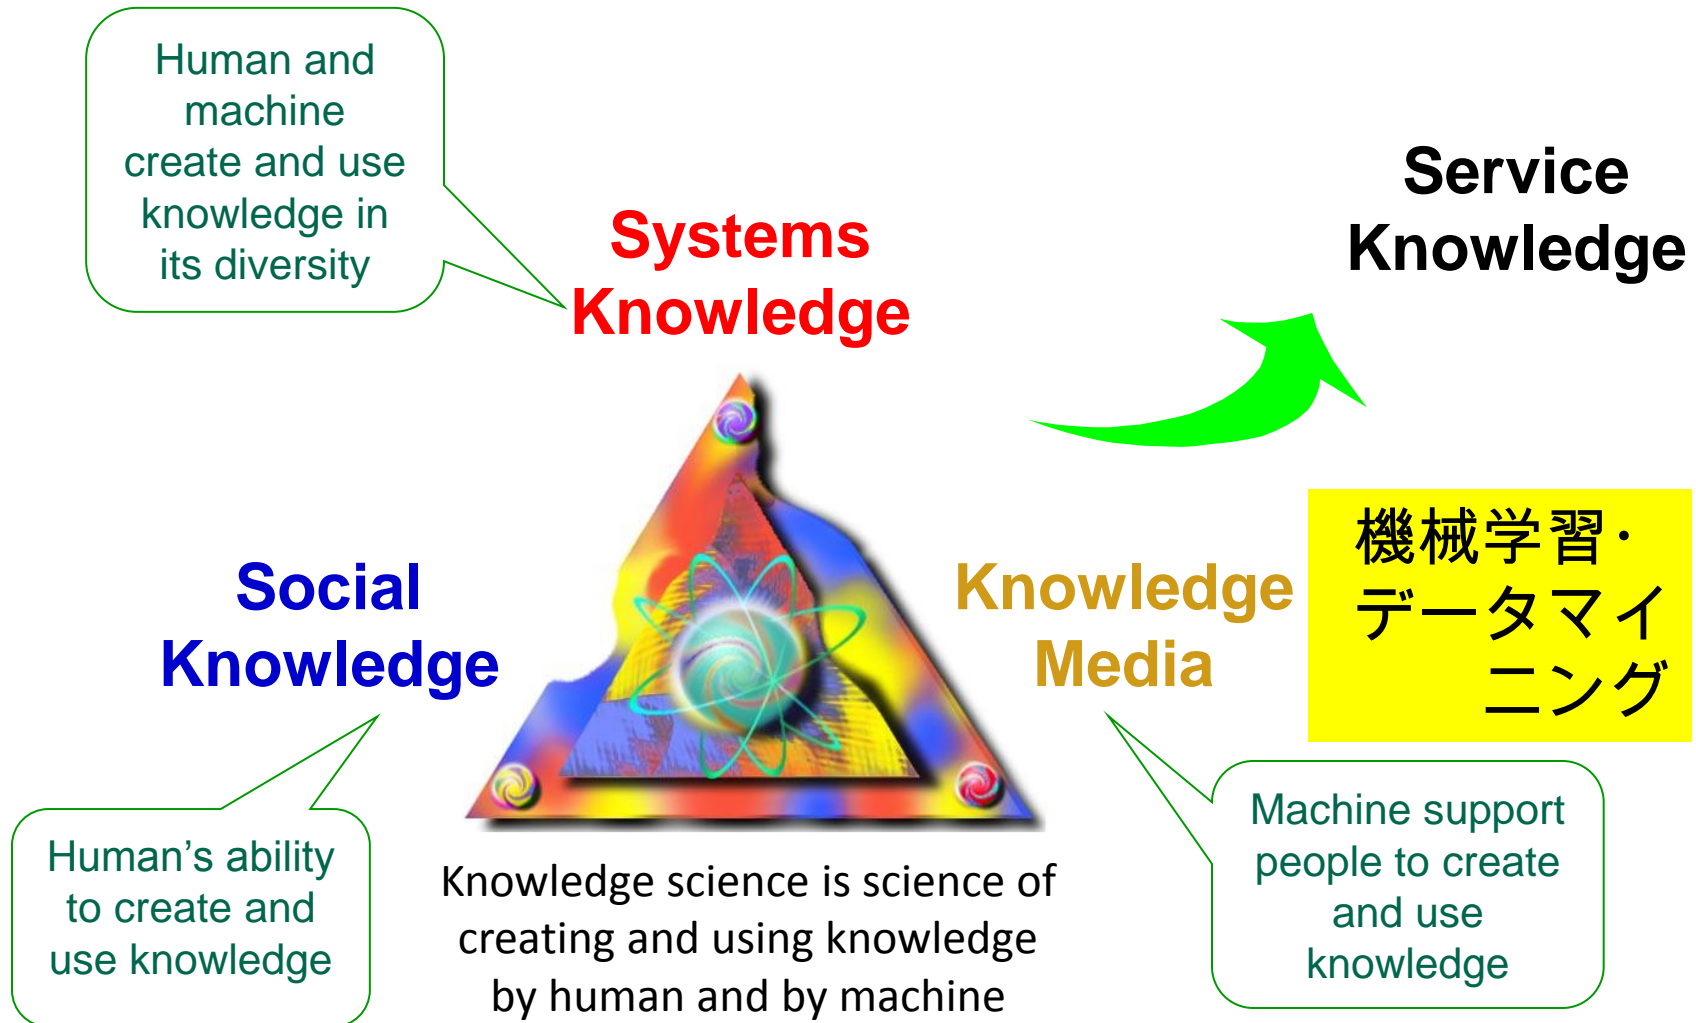 Human and
machine
create and use
knowledge in
its diversity
Systems
Knowledge
Service
Knowledge
Social
Knowledge
Knowledge
Media
機械学習・
データマイ
ニング
Human’s ability
to create and
use knowledge
Knowledge science is science of
creating and using knowledge
by human and by machine
Machine support
people to create
and use
knowledge